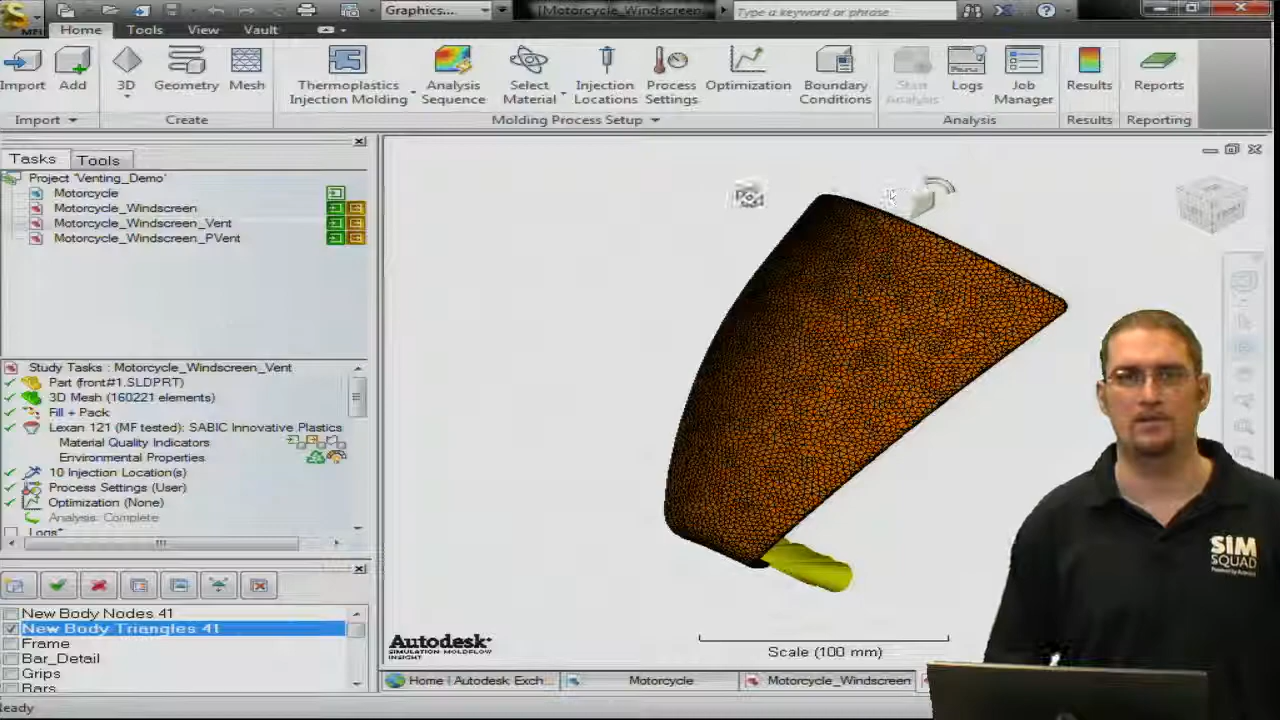 MFI
Graphics...
[Motorcycle_Windscreen
Type a keyword or phrase
Home Tools View Vault
Import Add 3D Geometry Mesh Thermoplastics Injection Molding Analysis Sequence Select Material Injection Locations Process Settings Optimization Boundary Conditions Start Analysis Logs Job Manager Results Reports
Import Create Molding Process Setup Analysis Results Reporting
Tasks Tools
Project 'Venting_Demo'
Motorcycle
Motorcycle_Windscreen
Motorcycle_Windscreen_Vent
Motorcycle_Windscreen_PVent
Study Tasks : Motorcycle_Windscreen_Vent
Part (front#1.SLDPRT)
3D Mesh (160221 elements)
Fill + Pack
Lexan 121 (MF tested): SABIC Innovative Plastics
Material Quality Indicators
Environmental Properties
10 Injection Location(s)
Process Settings (User)
Optimization (None)
Analysis: Complete
Logs*
New Body Nodes 41
New Body Triangles 41
Frame
Bar_Detail
Grips
Bars
Autodesk
SIMULATION MOLDFLOW
INSIGHT
Scale (100 mm)
Home | Autodesk Exch...
Motorcycle
Motorcycle_Windscreen
Ready
FRONT
SIM
SQUAD
Powered by Autodesk